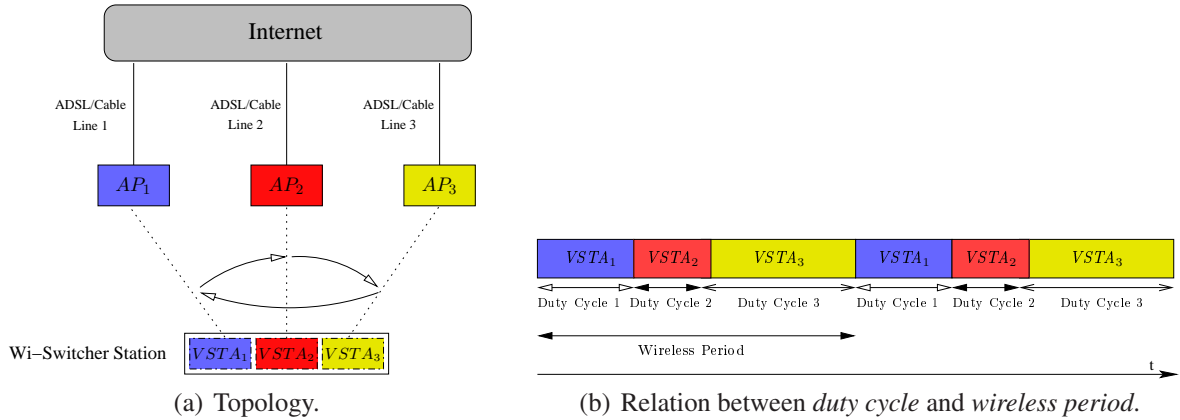 Internet
ADSL/Cable
Line 1
ADSL/Cable
Line 2
ADSL/Cable
Line 3
AP₁
AP₂
AP₃
Wi–Switcher Station
VSTA₁
VSTA₂
VSTA₃
(a) Topology.
VSTA₁
VSTA₂
VSTA₃
VSTA₁
VSTA₂
VSTA₃
Duty Cycle 1
Duty Cycle 2
Duty Cycle 3
Duty Cycle 1
Duty Cycle 2
Duty Cycle 3
Wireless Period
t
(b) Relation between duty cycle and wireless period.